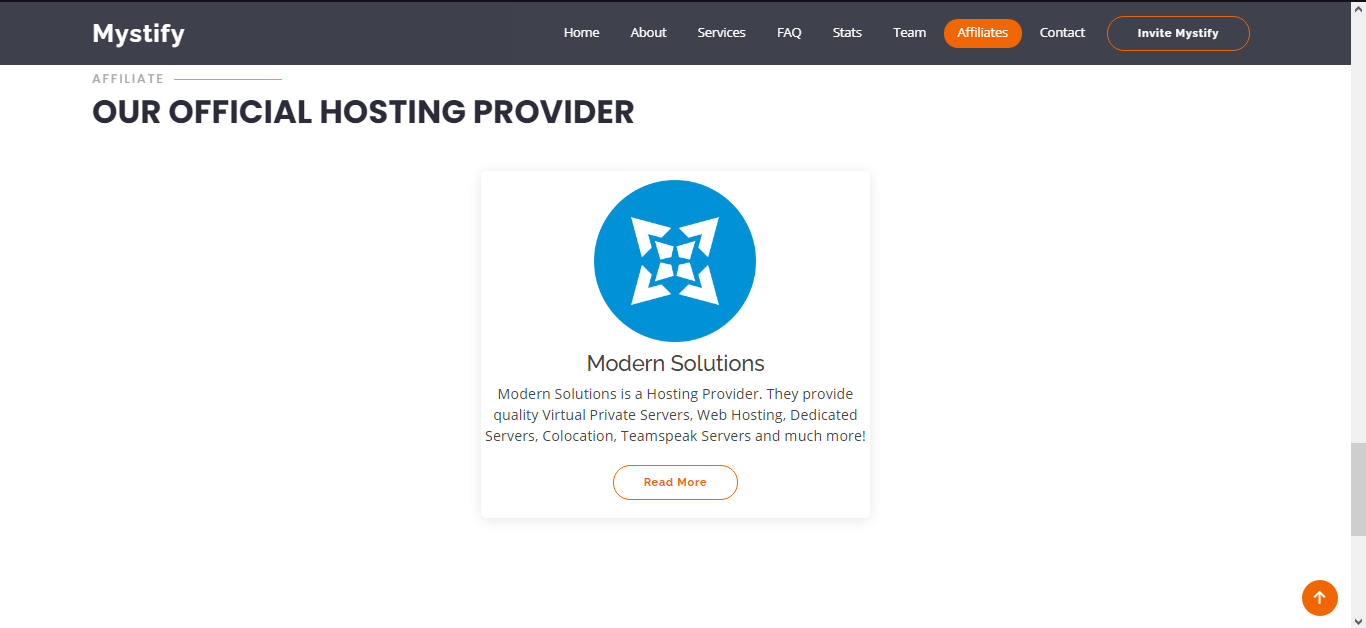 Mystify
Home About Services FAQ Stats Team Affiliates Contact Invite Mystify
AFFILIATE
OUR OFFICIAL HOSTING PROVIDER
Modern Solutions
Modern Solutions is a Hosting Provider. They provide
quality Virtual Private Servers, Web Hosting, Dedicated
Servers, Colocation, Teamspeak Servers and much more!
Read More